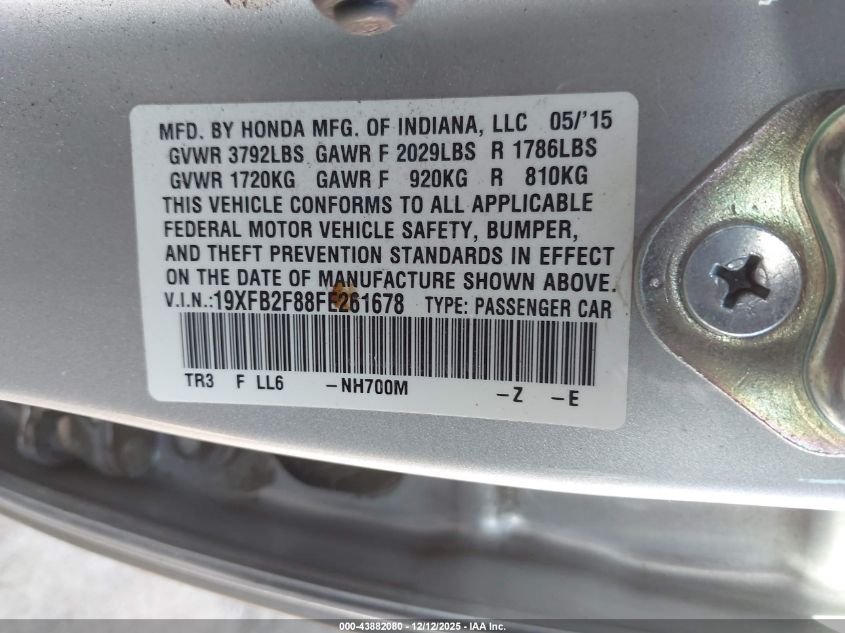 MFD. BY HONDA MFG. OF INDIANA, LLC 05/'15
GVWR 3792LBS GAWR F 2029LBS R 1786LBS
GVWR 1720KG GAWR F 920KG R 810KG
THIS VEHICLE CONFORMS TO ALL APPLICABLE
FEDERAL MOTOR VEHICLE SAFETY, BUMPER,
AND THEFT PREVENTION STANDARDS IN EFFECT
ON THE DATE OF MANUFACTURE SHOWN ABOVE.
V.I.N.:19XFB2F88FE261678 TYPE: PASSENGER CAR
TR3 F LL6 -NH700M -Z -E
000-43882080 - 12/12/2025 - IAA Inc.